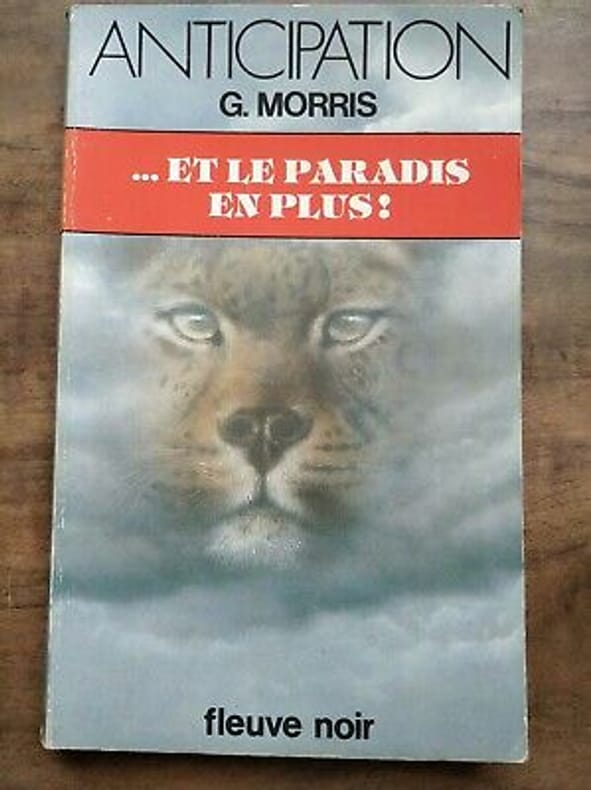 ANTICIPATION
G. MORRIS
... ET LE PARADIS
EN PLUS !
fleuve noir